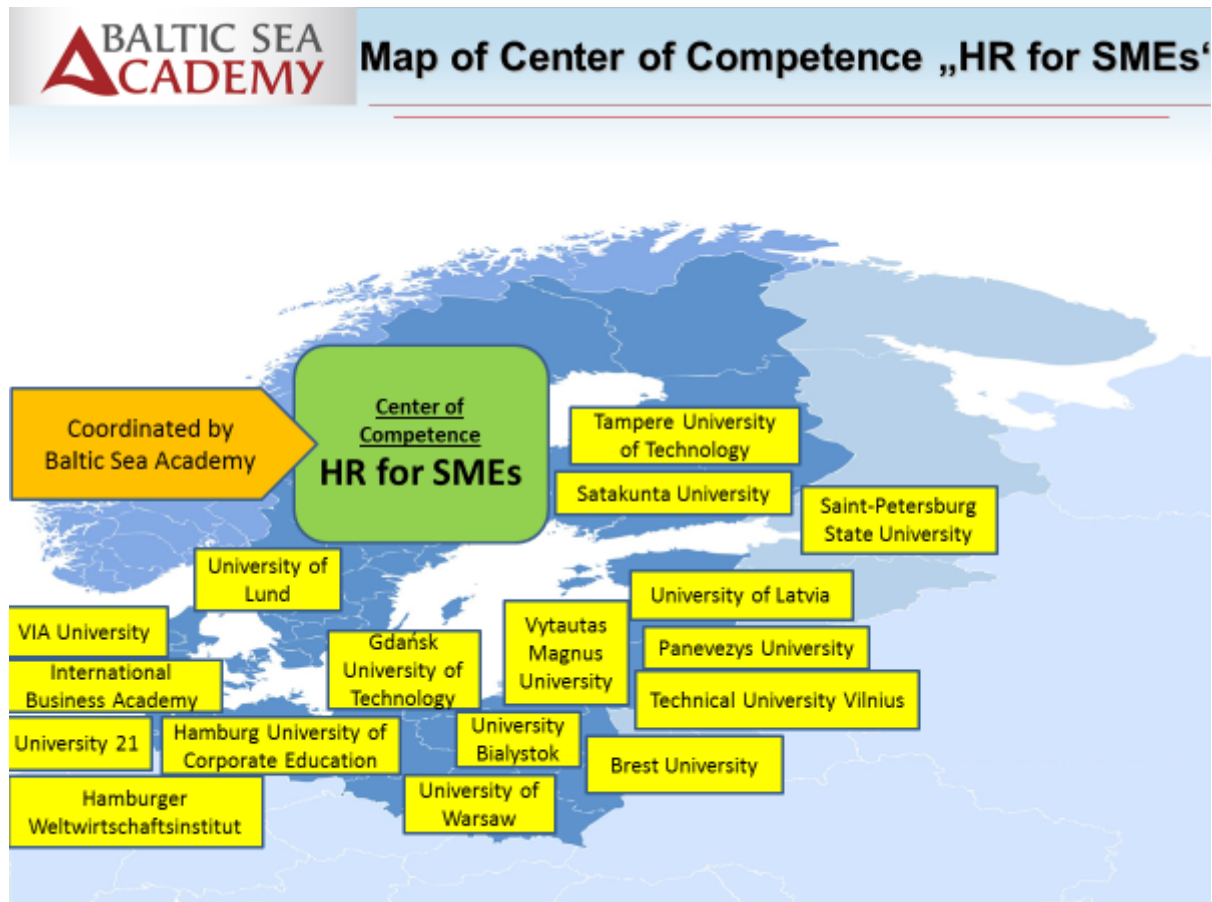 BALTIC SEA
ACADEMY
Map of Center of Competence „HR for SMEs‘
Coordinated by
Baltic Sea Academy
Center of
Competence
HR for SMEs
Tampere University
of Technology
Satakunta University
Saint-Petersburg
State University
University of
Lund
University of Latvia
VIA University
Vytautas
Magnus
University
Gdańsk
University of
Technology
Panevezys University
International
Business Academy
Technical University Vilnius
University 21
Hamburg University of
Corporate Education
University
Bialystok
Brest University
Hamburger
Weltwirtschaftsinstitut
University of
Warsaw